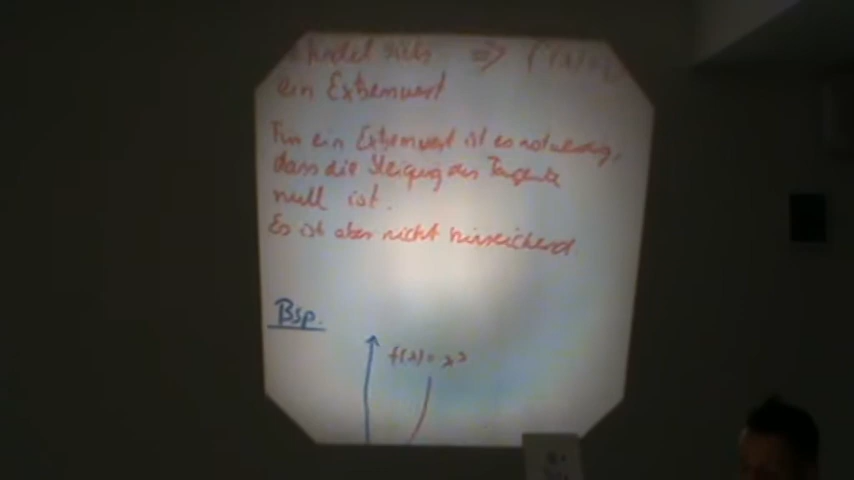 ein Extremwert
Für ein Extremwert ist es notwendig,
dass die Steigung der Tangente
null ist.
Es ist aber nicht hinreichend
Bsp.
f(x) = x³